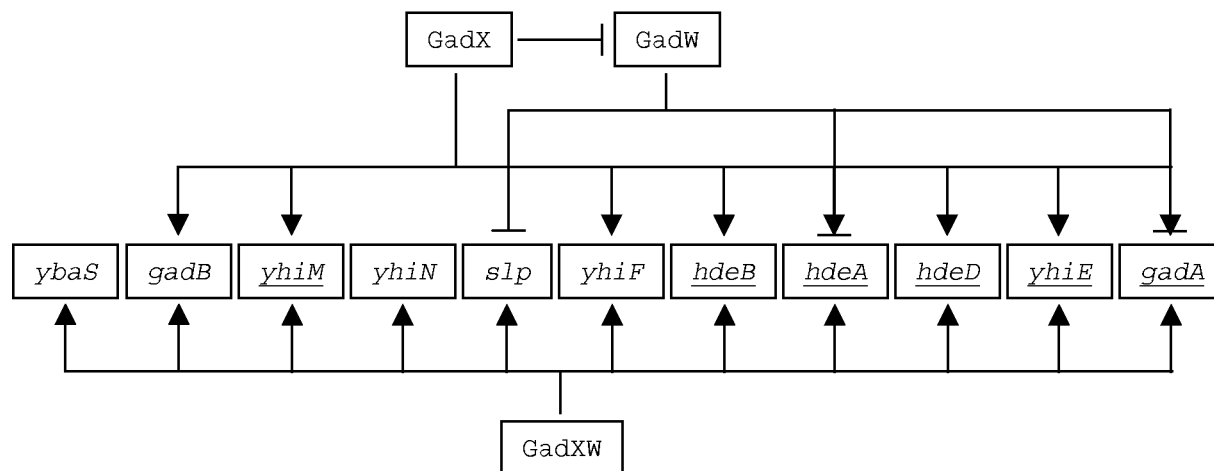 GadX GadW
ybaS gadB yhiM yhiN slp yhiF hdeB hdeA hdeD yhiE gadA
GadXW